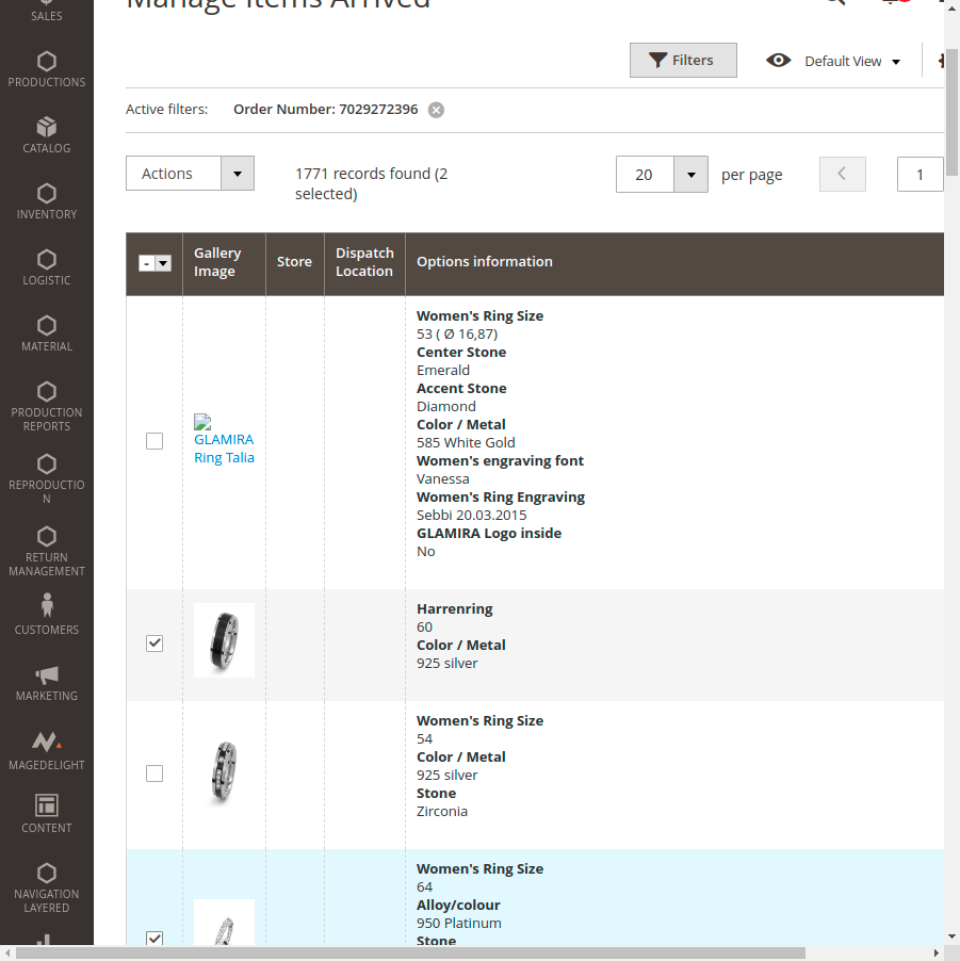 Manage Items Arrived
SALES
PRODUCTIONS
CATALOG
INVENTORY
LOGISTIC
MATERIAL
PRODUCTION
REPORTS
REPRODUCTIO
N
RETURN
MANAGEMENT
CUSTOMERS
MARKETING
MAGEDELIGHT
CONTENT
NAVIGATION
LAYERED
Filters
Default View
Active filters: Order Number: 7029272396
Actions
1771 records found (2
selected)
20
per page
1
-
Gallery
Image
Store
Dispatch
Location
Options information
GLAMIRA
Ring Talia
Women's Ring Size
53 ( Ø 16,87)
Center Stone
Emerald
Accent Stone
Diamond
Color / Metal
585 White Gold
Women's engraving font
Vanessa
Women's Ring Engraving
Sebbi 20.03.2015
GLAMIRA Logo inside
No
Harrenring
60
Color / Metal
925 silver
Women's Ring Size
54
Color / Metal
925 silver
Stone
Zirconia
Women's Ring Size
64
Alloy/colour
950 Platinum
Stone